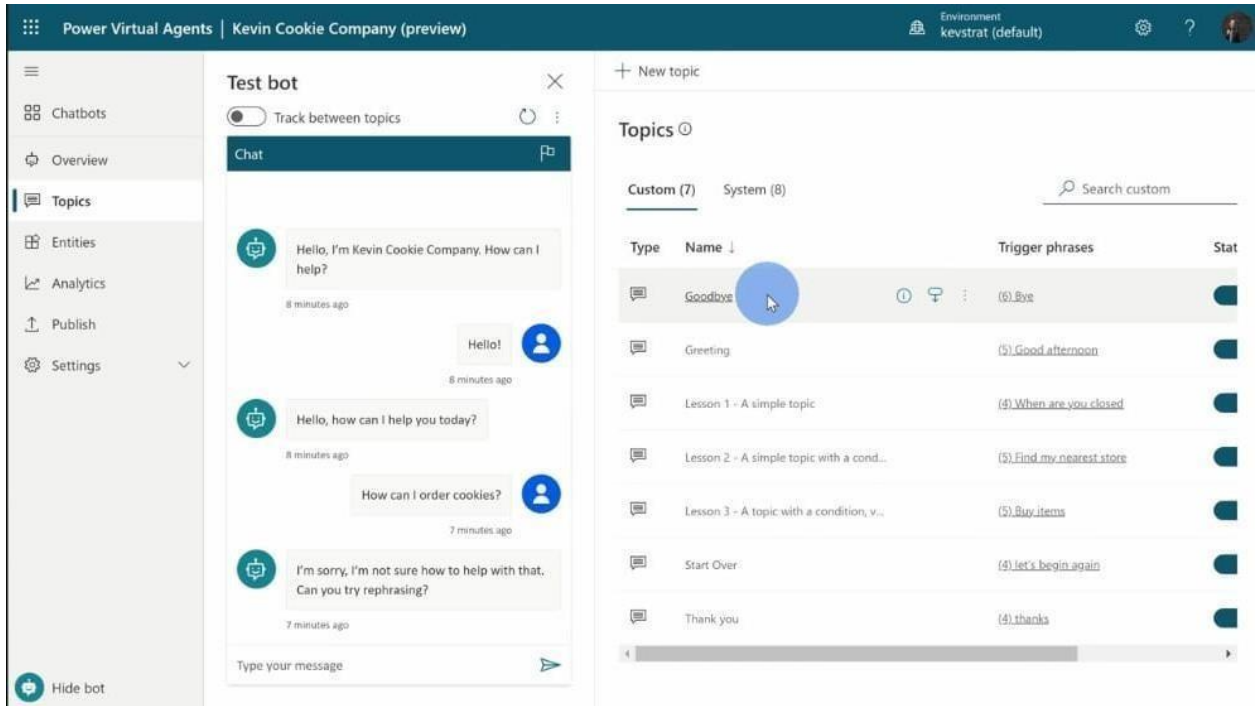 Power Virtual Agents | Kevin Cookie Company (preview)
Environment
kevstrat (default)
?
Chatbots
Overview
Topics
Entities
Analytics
Publish
Settings
Hide bot
Test bot
Track between topics
Chat
Hello, I'm Kevin Cookie Company. How can I
help?
8 minutes ago
Hello!
8 minutes ago
Hello, how can I help you today?
8 minutes ago
How can I order cookies?
7 minutes ago
I'm sorry, I'm not sure how to help with that.
Can you try rephrasing?
7 minutes ago
Type your message
+ New topic
Topics
Custom (7) System (8) Search custom
Type Name ↓ Trigger phrases Stat
Goodbye (6) Bye
Greeting (5) Good afternoon
Lesson 1 - A simple topic (4) When are you closed
Lesson 2 - A simple topic with a cond... (5) Find my nearest store
Lesson 3 - A topic with a condition, v... (5) Buy items
Start Over (4) let's begin again
Thank you (4) thanks